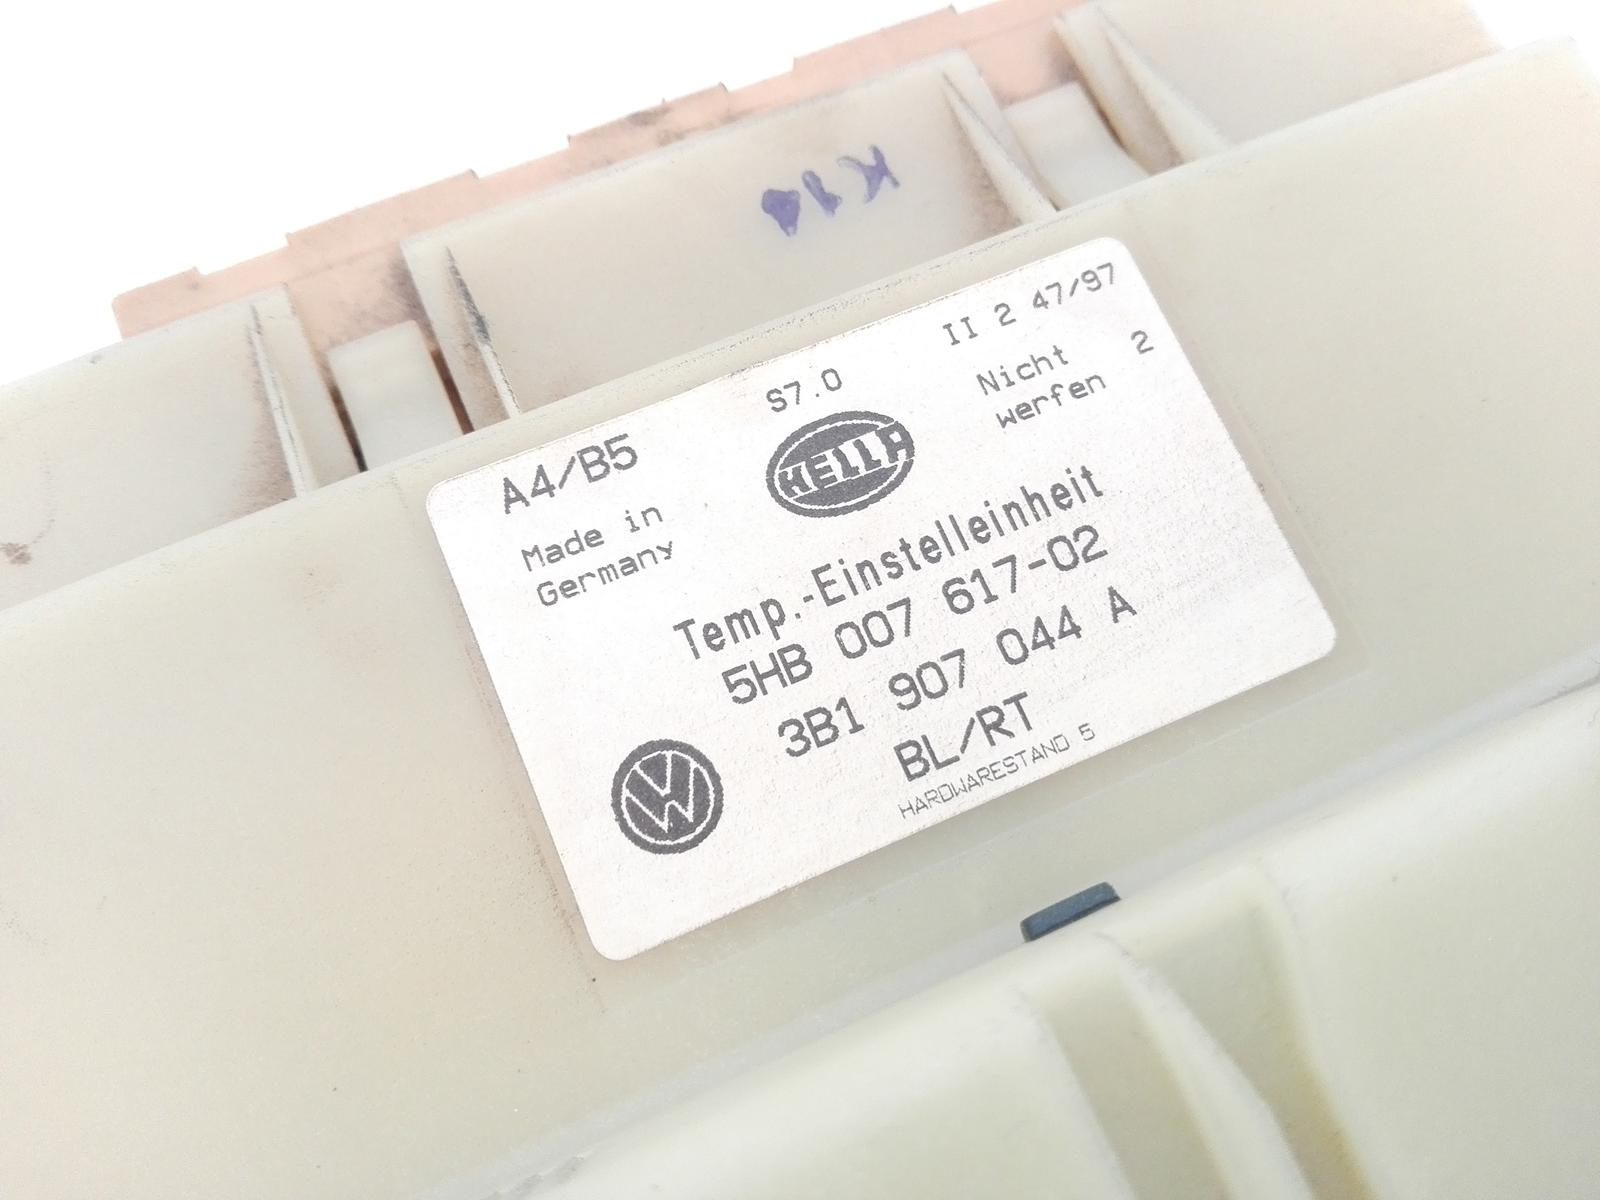 S7.0
II 2 47/97
A4/B5
Nicht 2
werfen
HELLA
Made in
Germany
Temp.-Einstelleinheit
5HB 007 617-02
3B1 907 044 A
BL/RT
HARDWARESTAND 5
VW